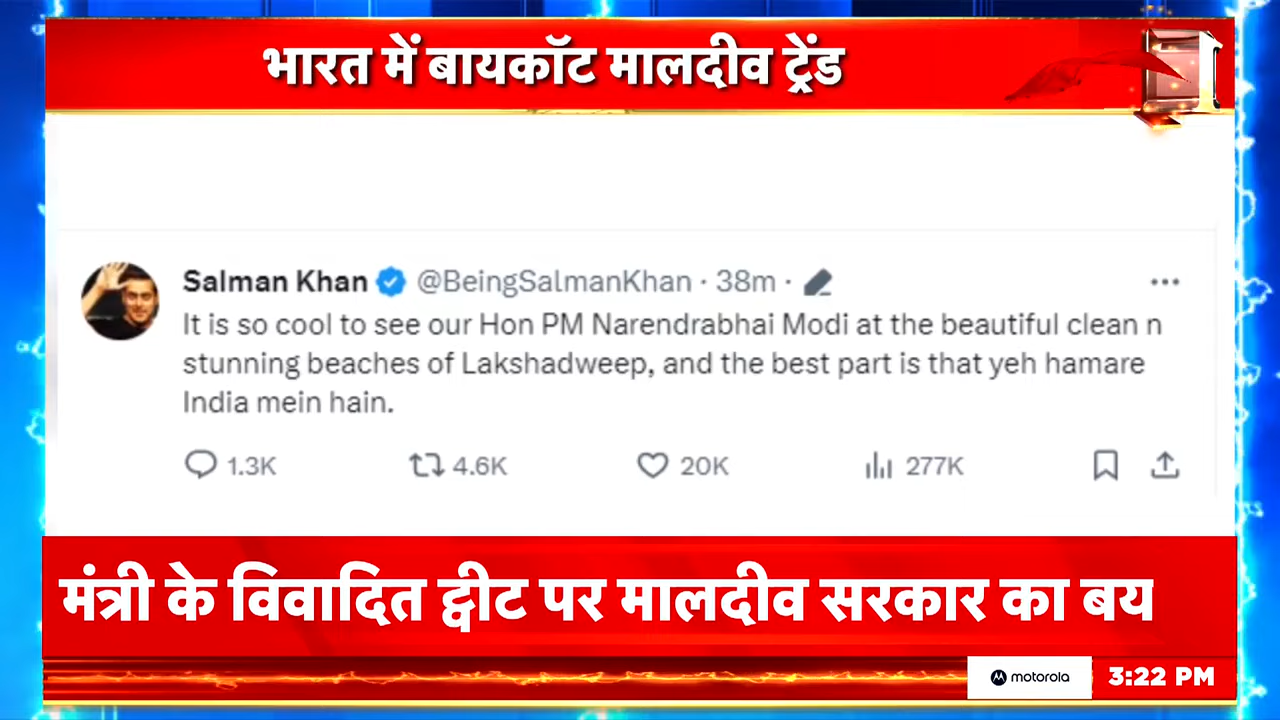 भारत में बायकॉट मालदीव ट्रेंड
1
Salman Khan @BeingSalmanKhan · 38m ·
It is so cool to see our Hon PM Narendrabhai Modi at the beautiful clean n
stunning beaches of Lakshadweep, and the best part is that yeh hamare
India mein hain.
1.3K 4.6K 20K 277K
मंत्री के विवादित ट्वीट पर मालदीव सरकार का बय
motorola 3:22 PM